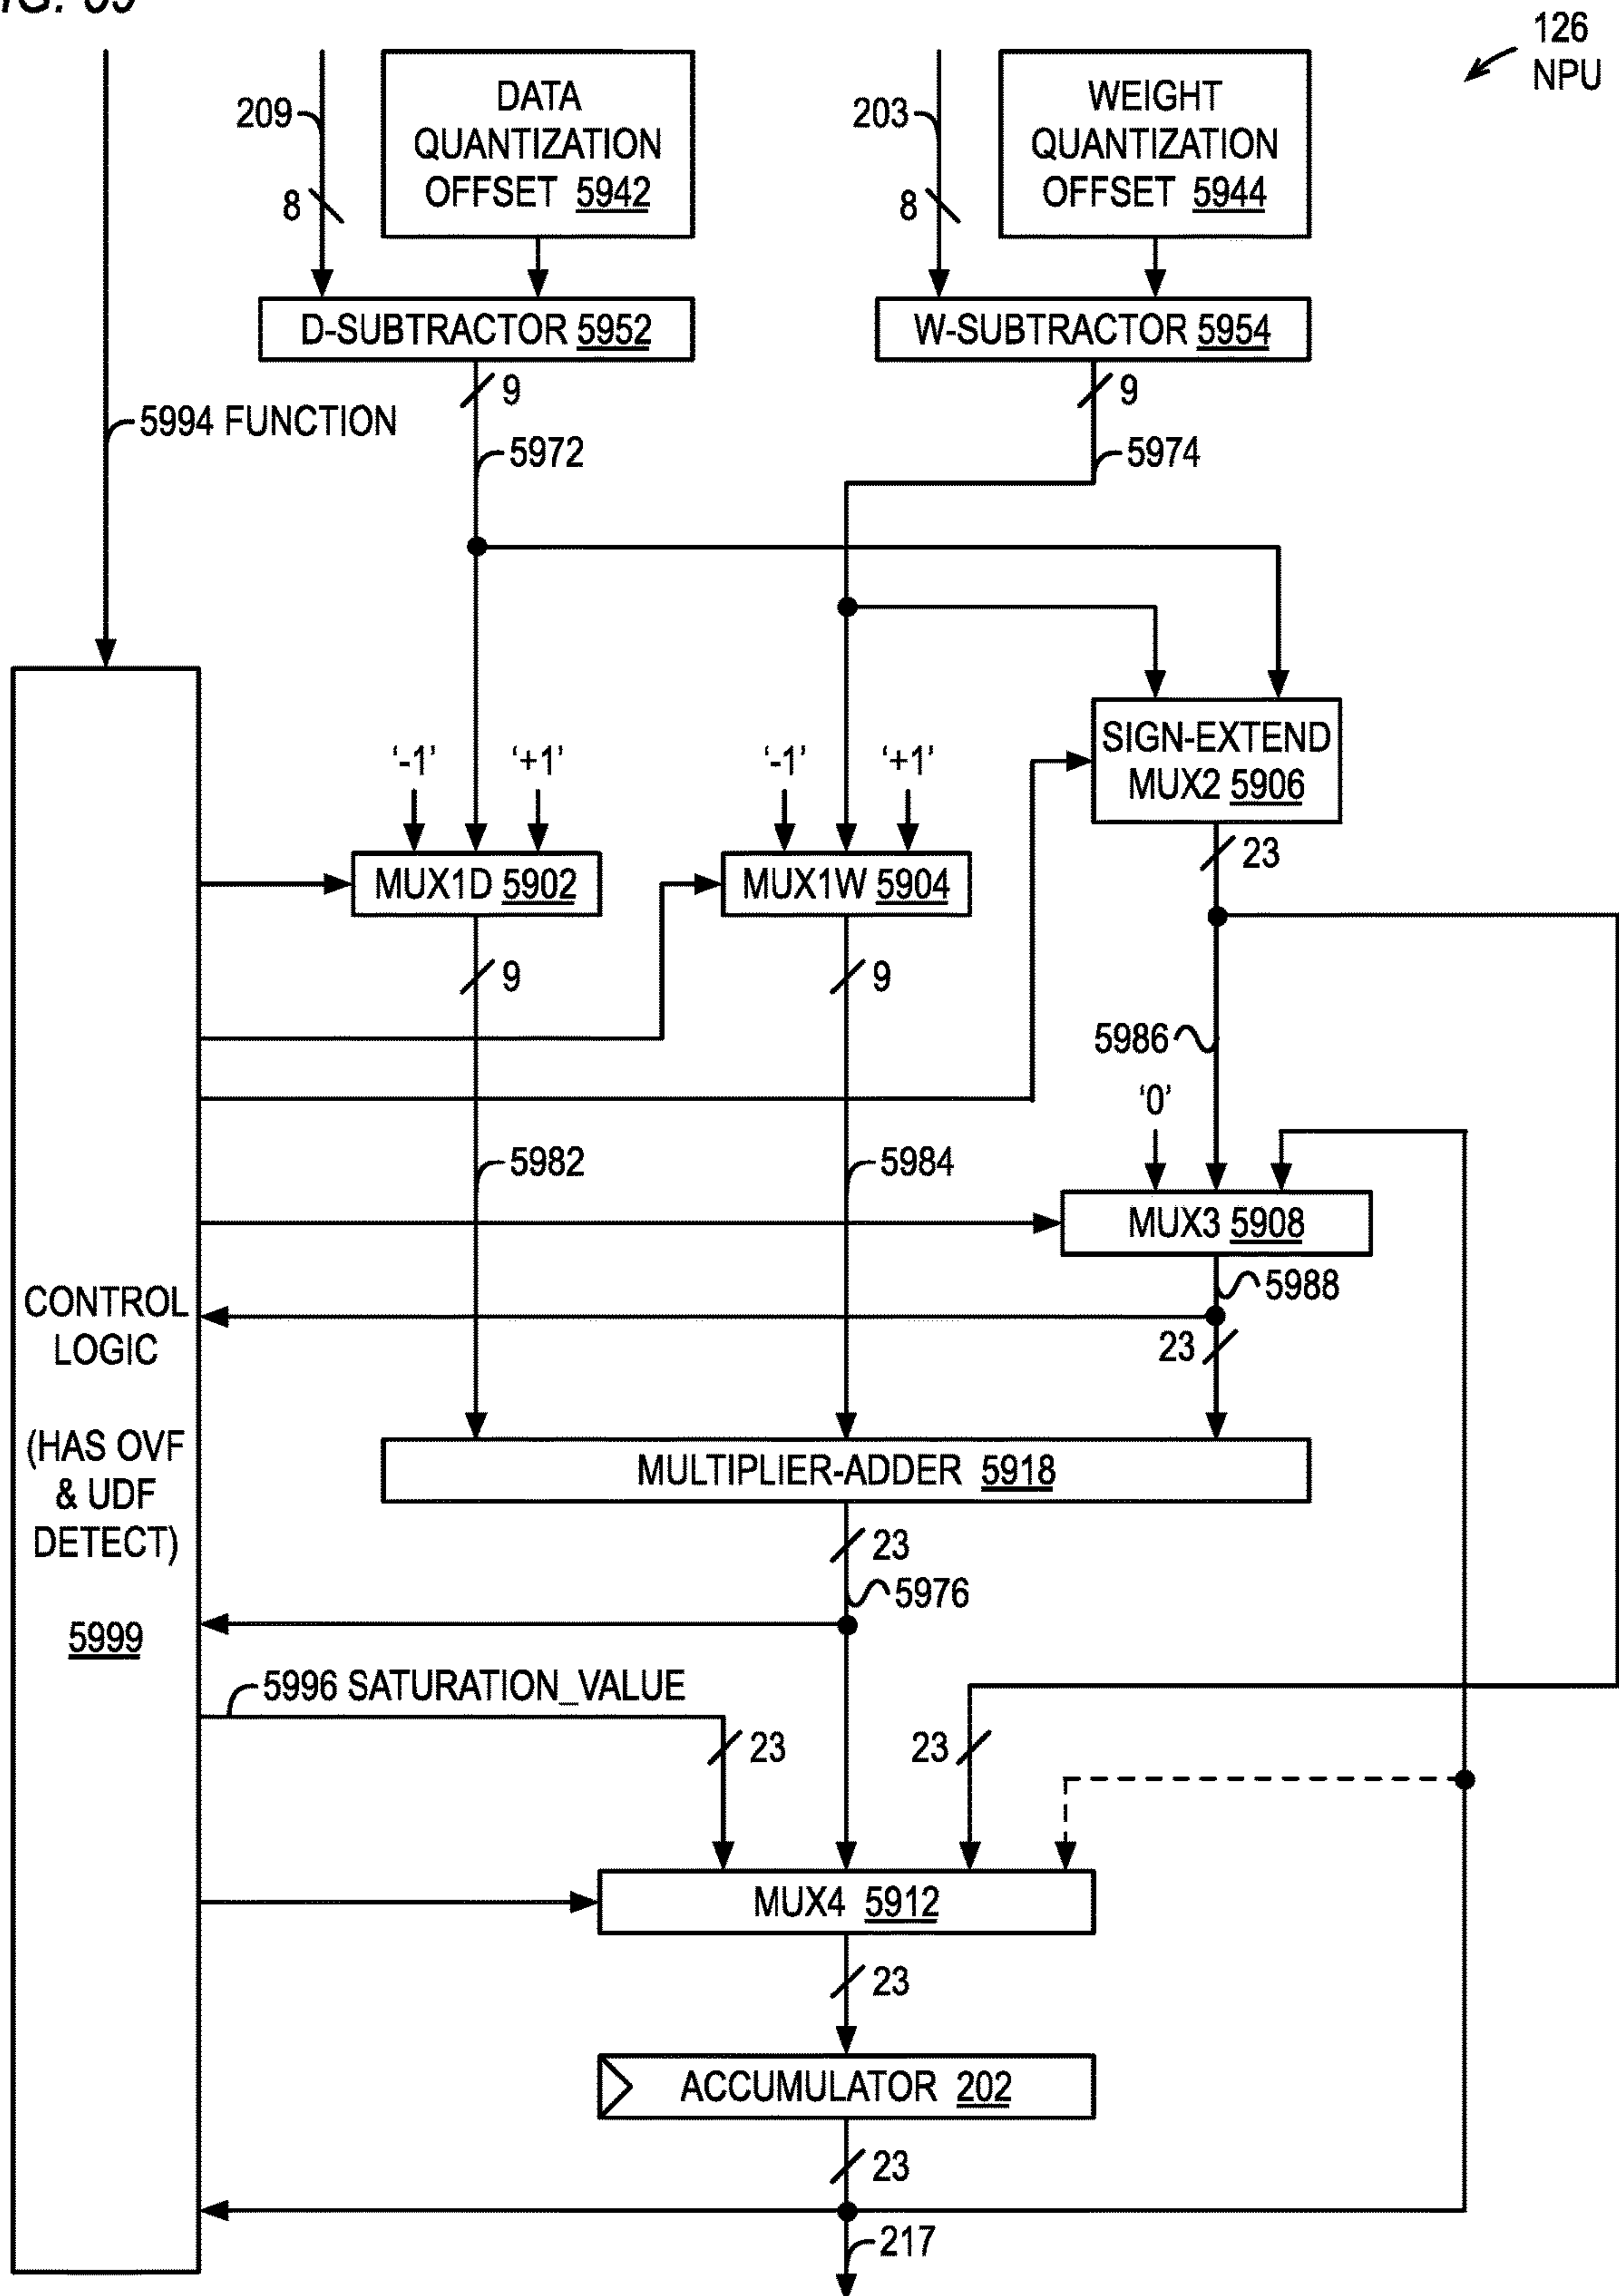 126
NPU
209
DATA
QUANTIZATION
OFFSET 5942
8
203
WEIGHT
QUANTIZATION
OFFSET 5944
8
D-SUBTRACTOR 5952
W-SUBTRACTOR 5954
9
9
5994 FUNCTION
5972
5974
SIGN-EXTEND
MUX2 5906
‘-1’
‘+1’
‘-1’
‘+1’
MUX1D 5902
MUX1W 5904
23
9
9
5986
‘0’
5982
5984
MUX3 5908
5988
23
CONTROL
LOGIC
(HAS OVF
& UDF
DETECT)
5999
MULTIPLIER-ADDER 5918
23
5976
5996 SATURATION_VALUE
23
23
MUX4 5912
23
ACCUMULATOR 202
23
217